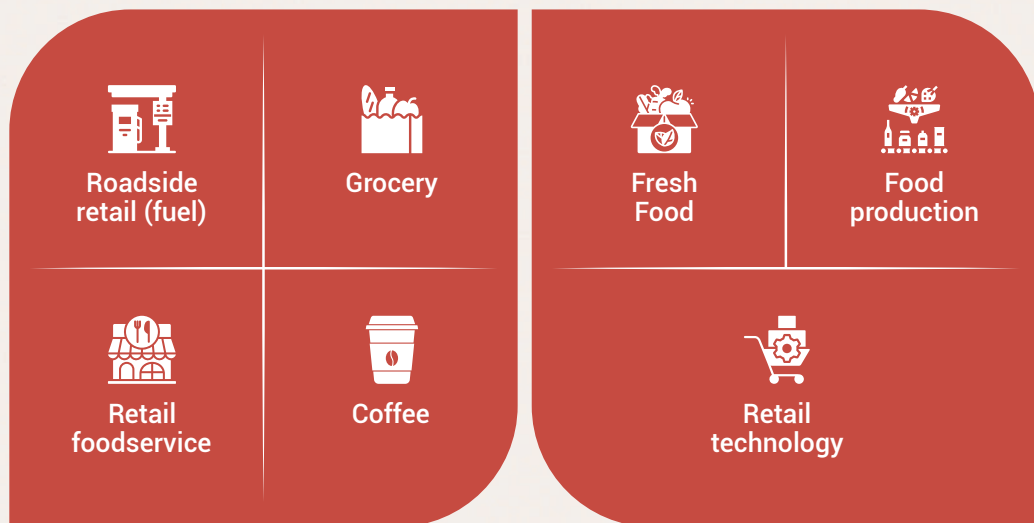 Roadside
retail (fuel)
Grocery
Retail
foodservice
Coffee
Fresh
Food
Food
production
Retail
technology